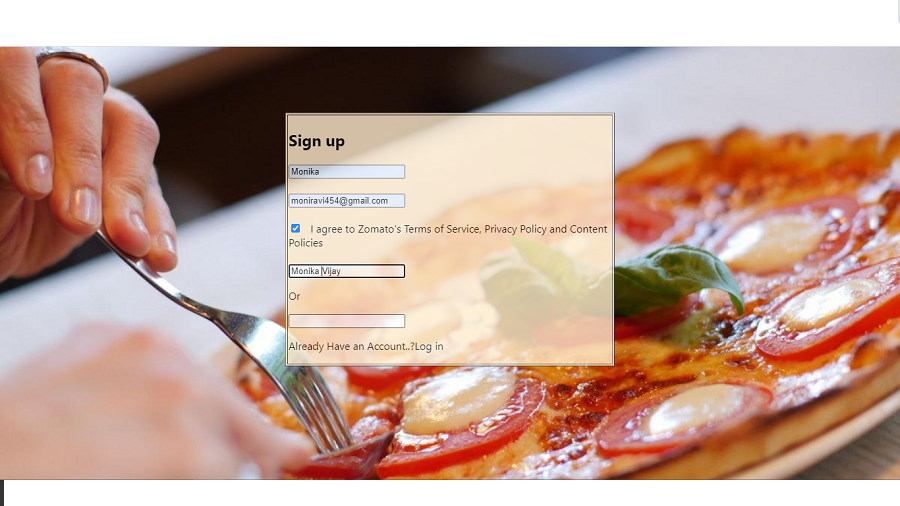 Sign up
Monika
moniravi454@gmail.com
I agree to Zomato's Terms of Service, Privacy Policy and Content
Policies
Monika Vijay
Or
Already Have an Account..?Log in